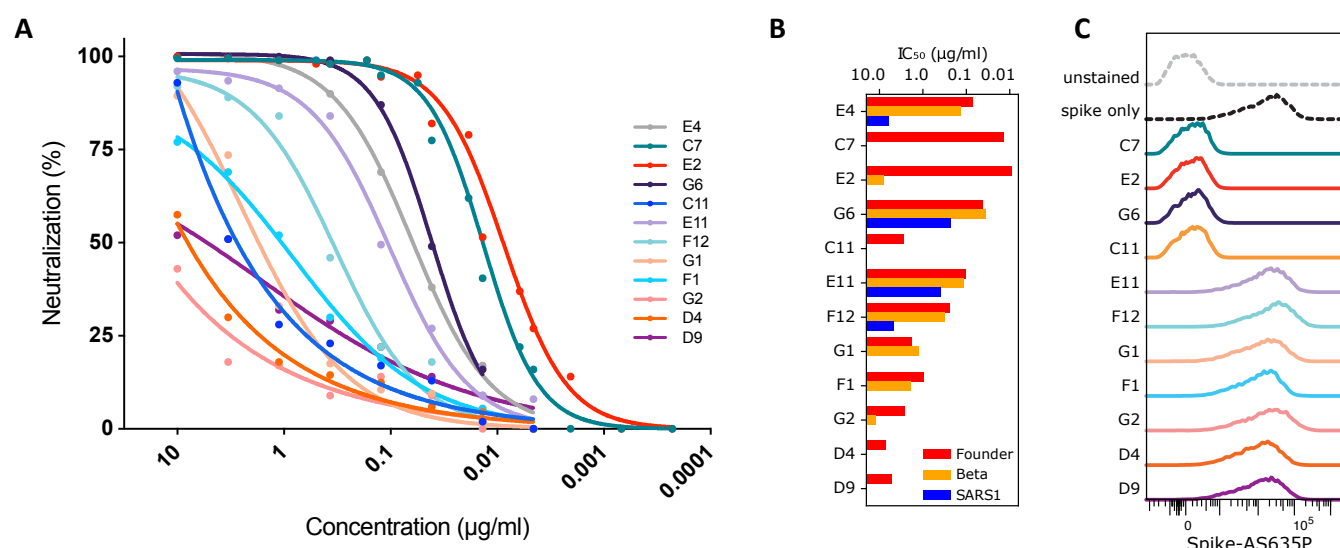 A
100
75
50
25
0
Neutralization (%)
10
1
0.1
0.01
0.001
0.0001
Concentration (µg/ml)
E4
C7
E2
G6
C11
E11
F12
G1
F1
G2
D4
D9
B
IC₅₀ (µg/ml)
10.0 1.0 0.1 0.01
E4
C7
E2
G6
C11
E11
F12
G1
F1
G2
D4
D9
Founder
Beta
SARS1
C
unstained
spike only
C7
E2
G6
C11
E11
F12
G1
F1
G2
D4
D9
0 10⁵
Spike-AS635P